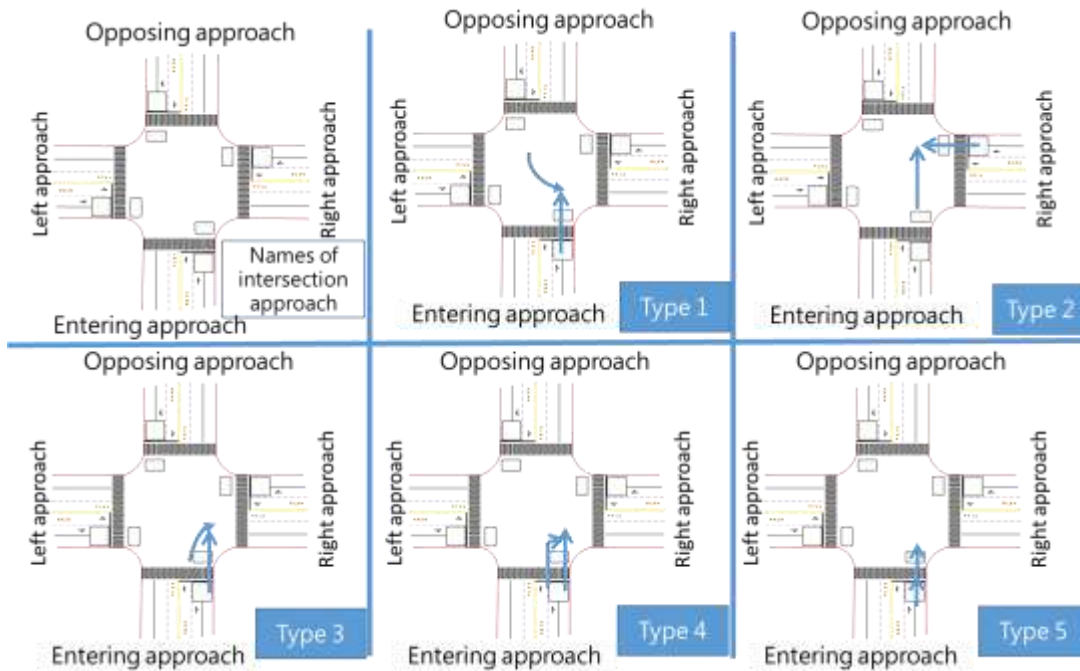 Opposing approach
Left approach
Right approach
Names of
intersection
approach
Entering approach
Opposing approach
Left approach
Right approach
Entering approach
Type 1
Opposing approach
Left approach
Right approach
Entering approach
Type 2
Opposing approach
Left approach
Right approach
Entering approach
Type 3
Opposing approach
Left approach
Right approach
Entering approach
Type 4
Opposing approach
Left approach
Right approach
Entering approach
Type 5